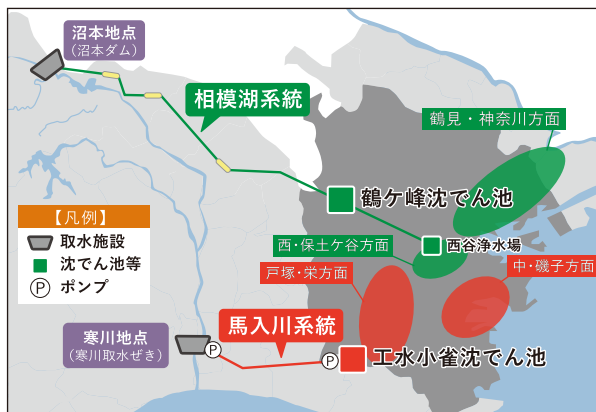 沼本地点
(沼本ダム)
相模湖系統
鶴見・神奈川方面
鶴ケ峰沈でん池
【凡例】
取水施設
沈でん池等
Ⓟ ポンプ
西・保土ケ谷方面
西谷浄水場
戸塚・栄方面
中・磯子方面
寒川地点
(寒川取水ぜき)
P
馬入川系統
P
工水小雀沈でん池